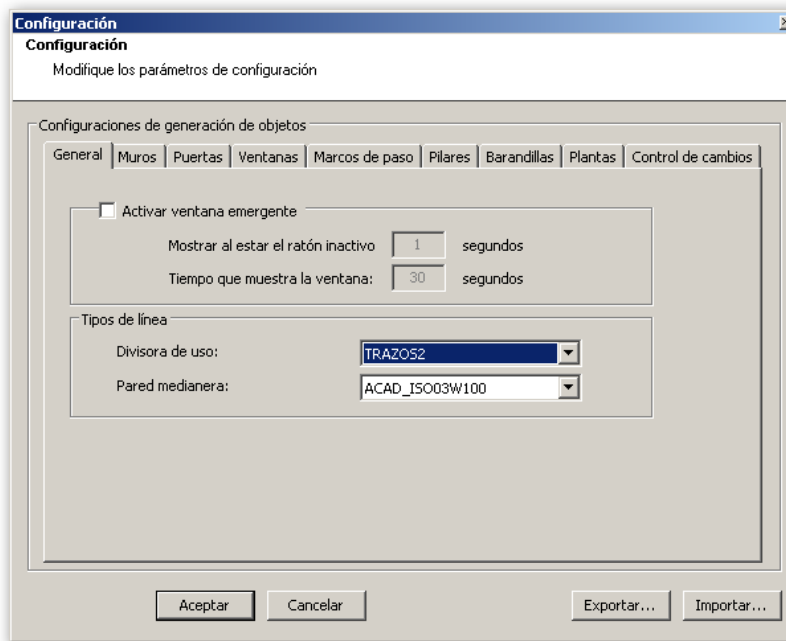 Configuración
Configuración
Modifique los parámetros de configuración
Configuraciones de generación de objetos
General Muros Puertas Ventanas Marcos de paso Pilares Barandillas Plantas Control de cambios
Activar ventana emergente
Mostrar al estar el ratón inactivo 1 segundos
Tiempo que muestra la ventana: 30 segundos
Tipos de línea
Divisora de uso: TRAZOS2
Pared medianera: ACAD_ISO03W100
Aceptar Cancelar Exportar... Importar...